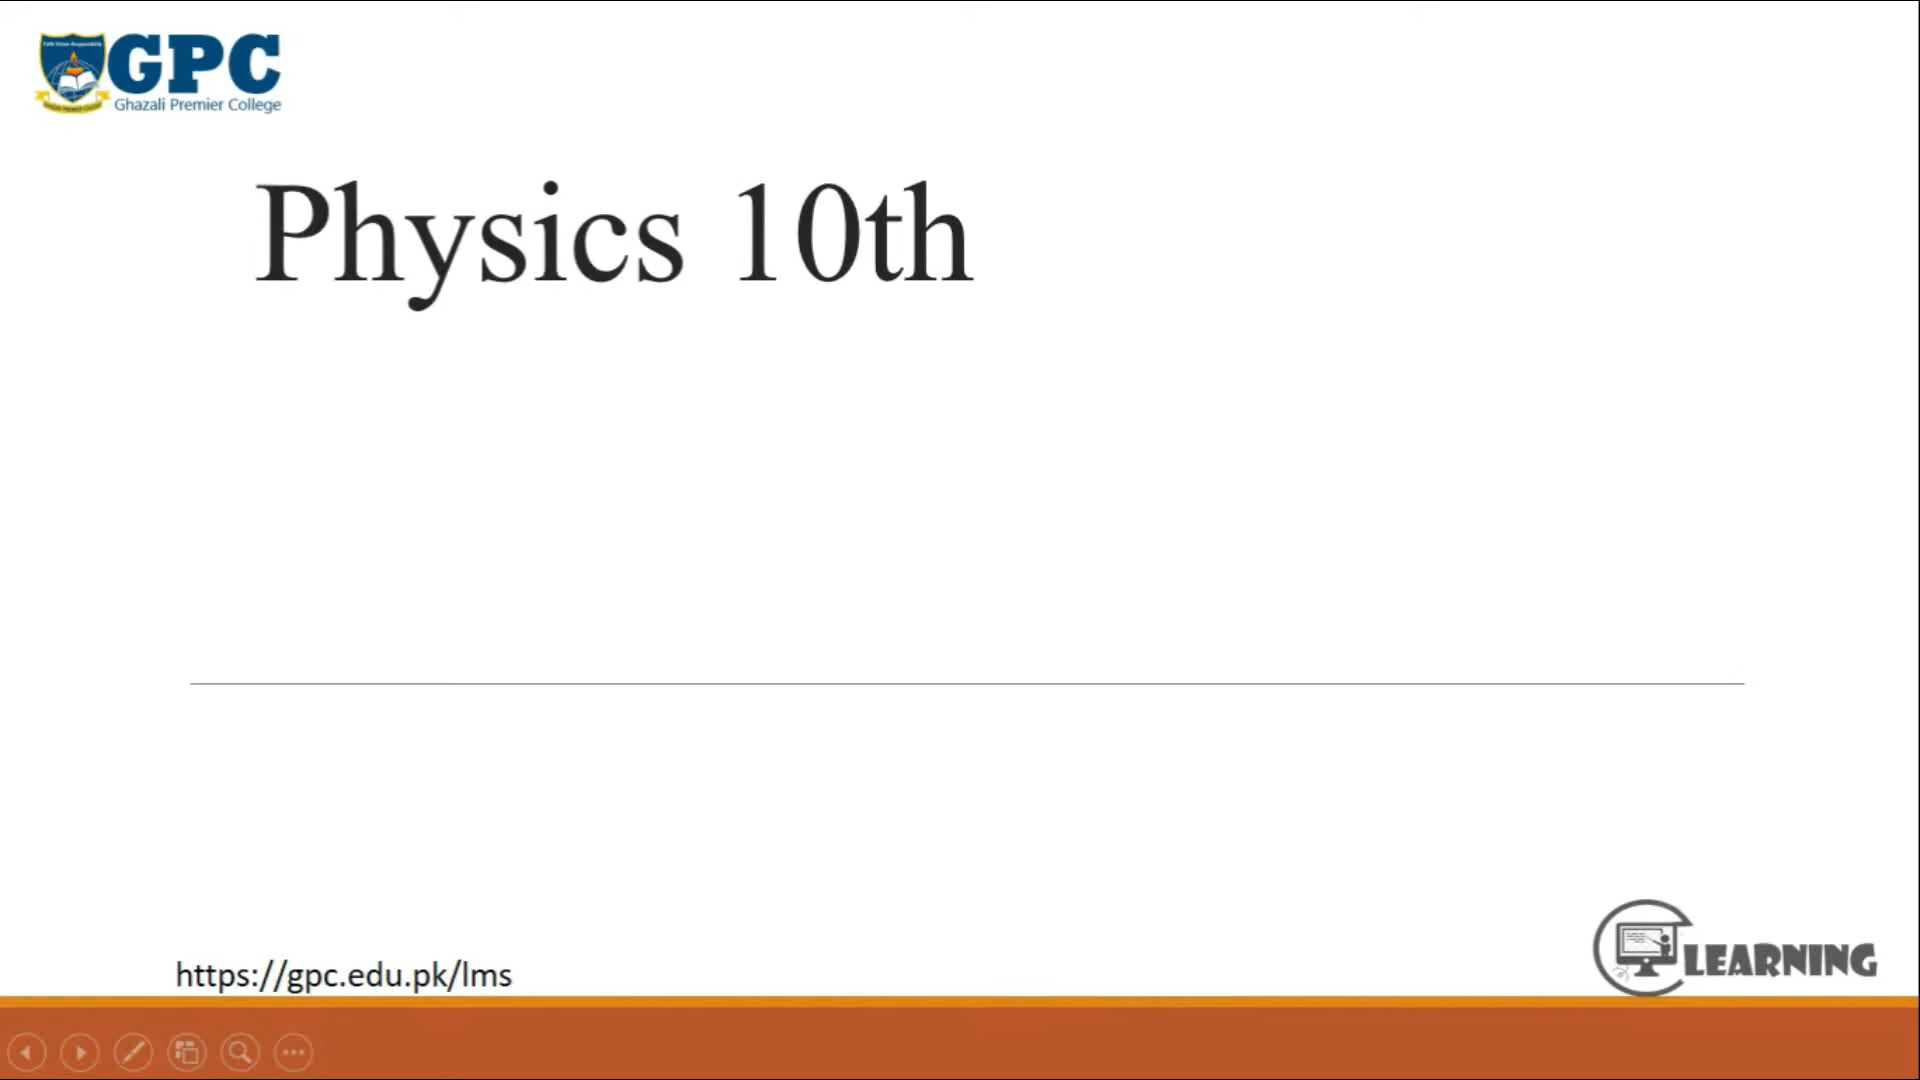 GPC
Ghazali Premier College
Physics 10th
https://gpc.edu.pk/lms
LEARNING